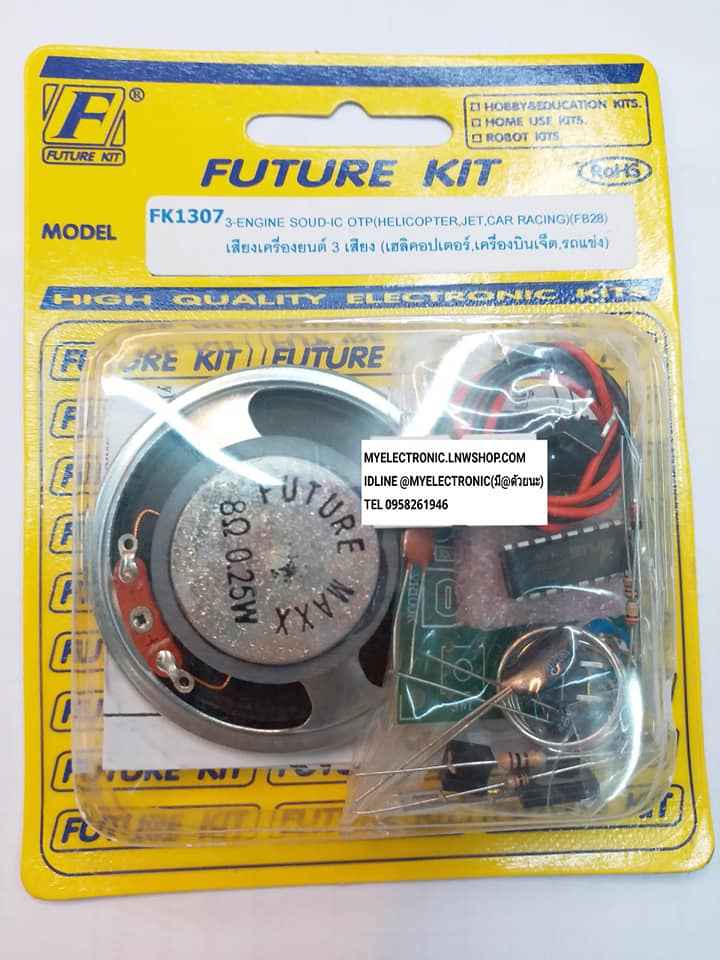 F ®
FUTURE KIT
HOBBY&EDUCATION KITS.
HOME USE KITS.
ROBOT KITS
FUTURE KIT
RoHS
MODEL
FK1307 3-ENGINE SOUD-IC OTP(HELICOPTER,JET,CAR RACING)(FB28)
เสียงเครื่องยนต์ 3 เสียง (เฮลิคอปเตอร์,เครื่องบินเจ็ต,รถแข่ง)
HIGH QUALITY ELECTRONIC KITS
FUTURE KIT FUTURE
MYELECTRONIC.LNWSHOP.COM
IDLINE @MYELECTRONIC(มี@ด้วยนะ)
TEL 0958261946
FUTURE MAXX
8Ω 0.25W
FUTURE KIT
FUTURE KIT